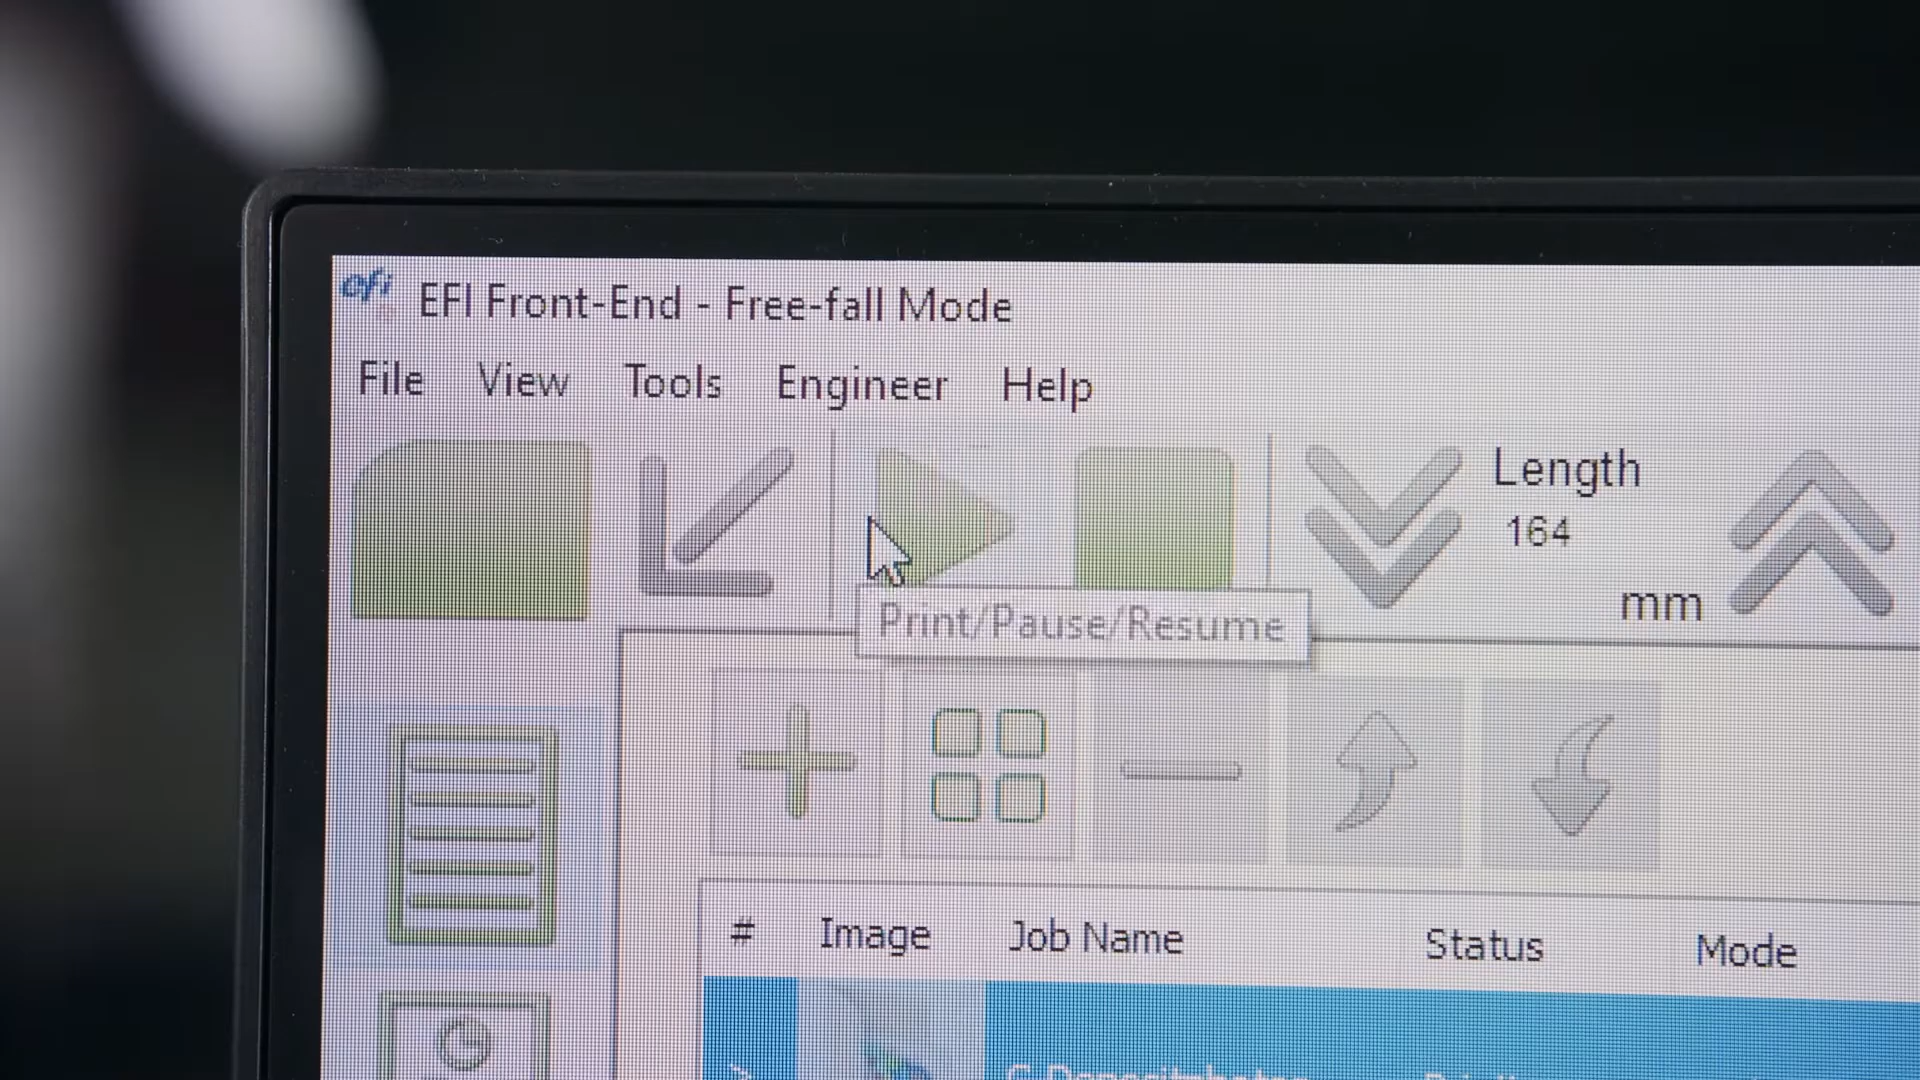 efi EFI Front-End - Free-fall Mode
File View Tools Engineer Help
Length
164
mm
Print/Pause/Resume
# Image Job Name Status Mode